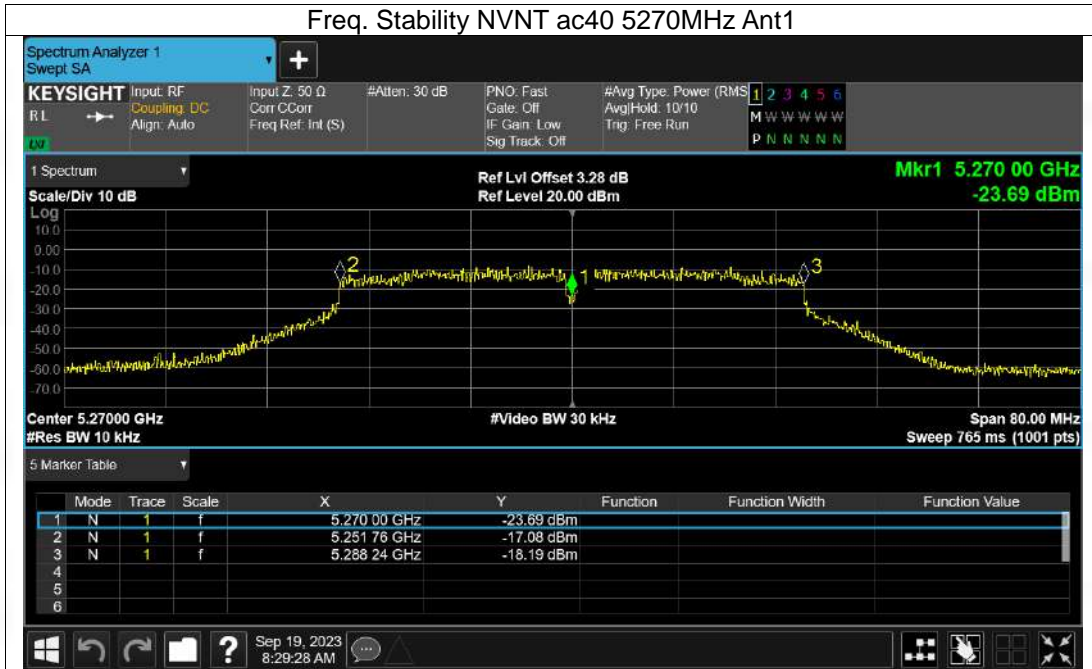 Freq. Stability NVNT ac40 5270MHz Ant1
Spectrum Analyzer 1
Swept SA
+
KEYSIGHT Input: RF Input Z: 50 Ω #Atten: 30 dB PNO: Fast #Avg Type: Power (RMS 1 2 3 4 5 6
RL Coupling: DC Corr CCorr Gate: Off Avg|Hold: 10/10 M W W W W W
Align: Auto Freq Ref: Int (S) IF Gain: Low Trig: Free Run
LXI Sig Track: Off P N N N N N
1 Spectrum Ref Lvl Offset 3.28 dB Mkr1 5.270 00 GHz
Scale/Div 10 dB Ref Level 20.00 dBm -23.69 dBm
Log
10.0
0.00
-10.0 2 1 3
-20.0
-30.0
-40.0
-50.0
-60.0
-70.0
Center 5.27000 GHz #Video BW 30 kHz Span 80.00 MHz
#Res BW 10 kHz Sweep 765 ms (1001 pts)
5 Marker Table
Mode Trace Scale X Y Function Function Width Function Value
1 N 1 f 5.270 00 GHz -23.69 dBm
2 N 1 f 5.251 76 GHz -17.08 dBm
3 N 1 f 5.288 24 GHz -18.19 dBm
4
5
6
? Sep 19, 2023
8:29:28 AM